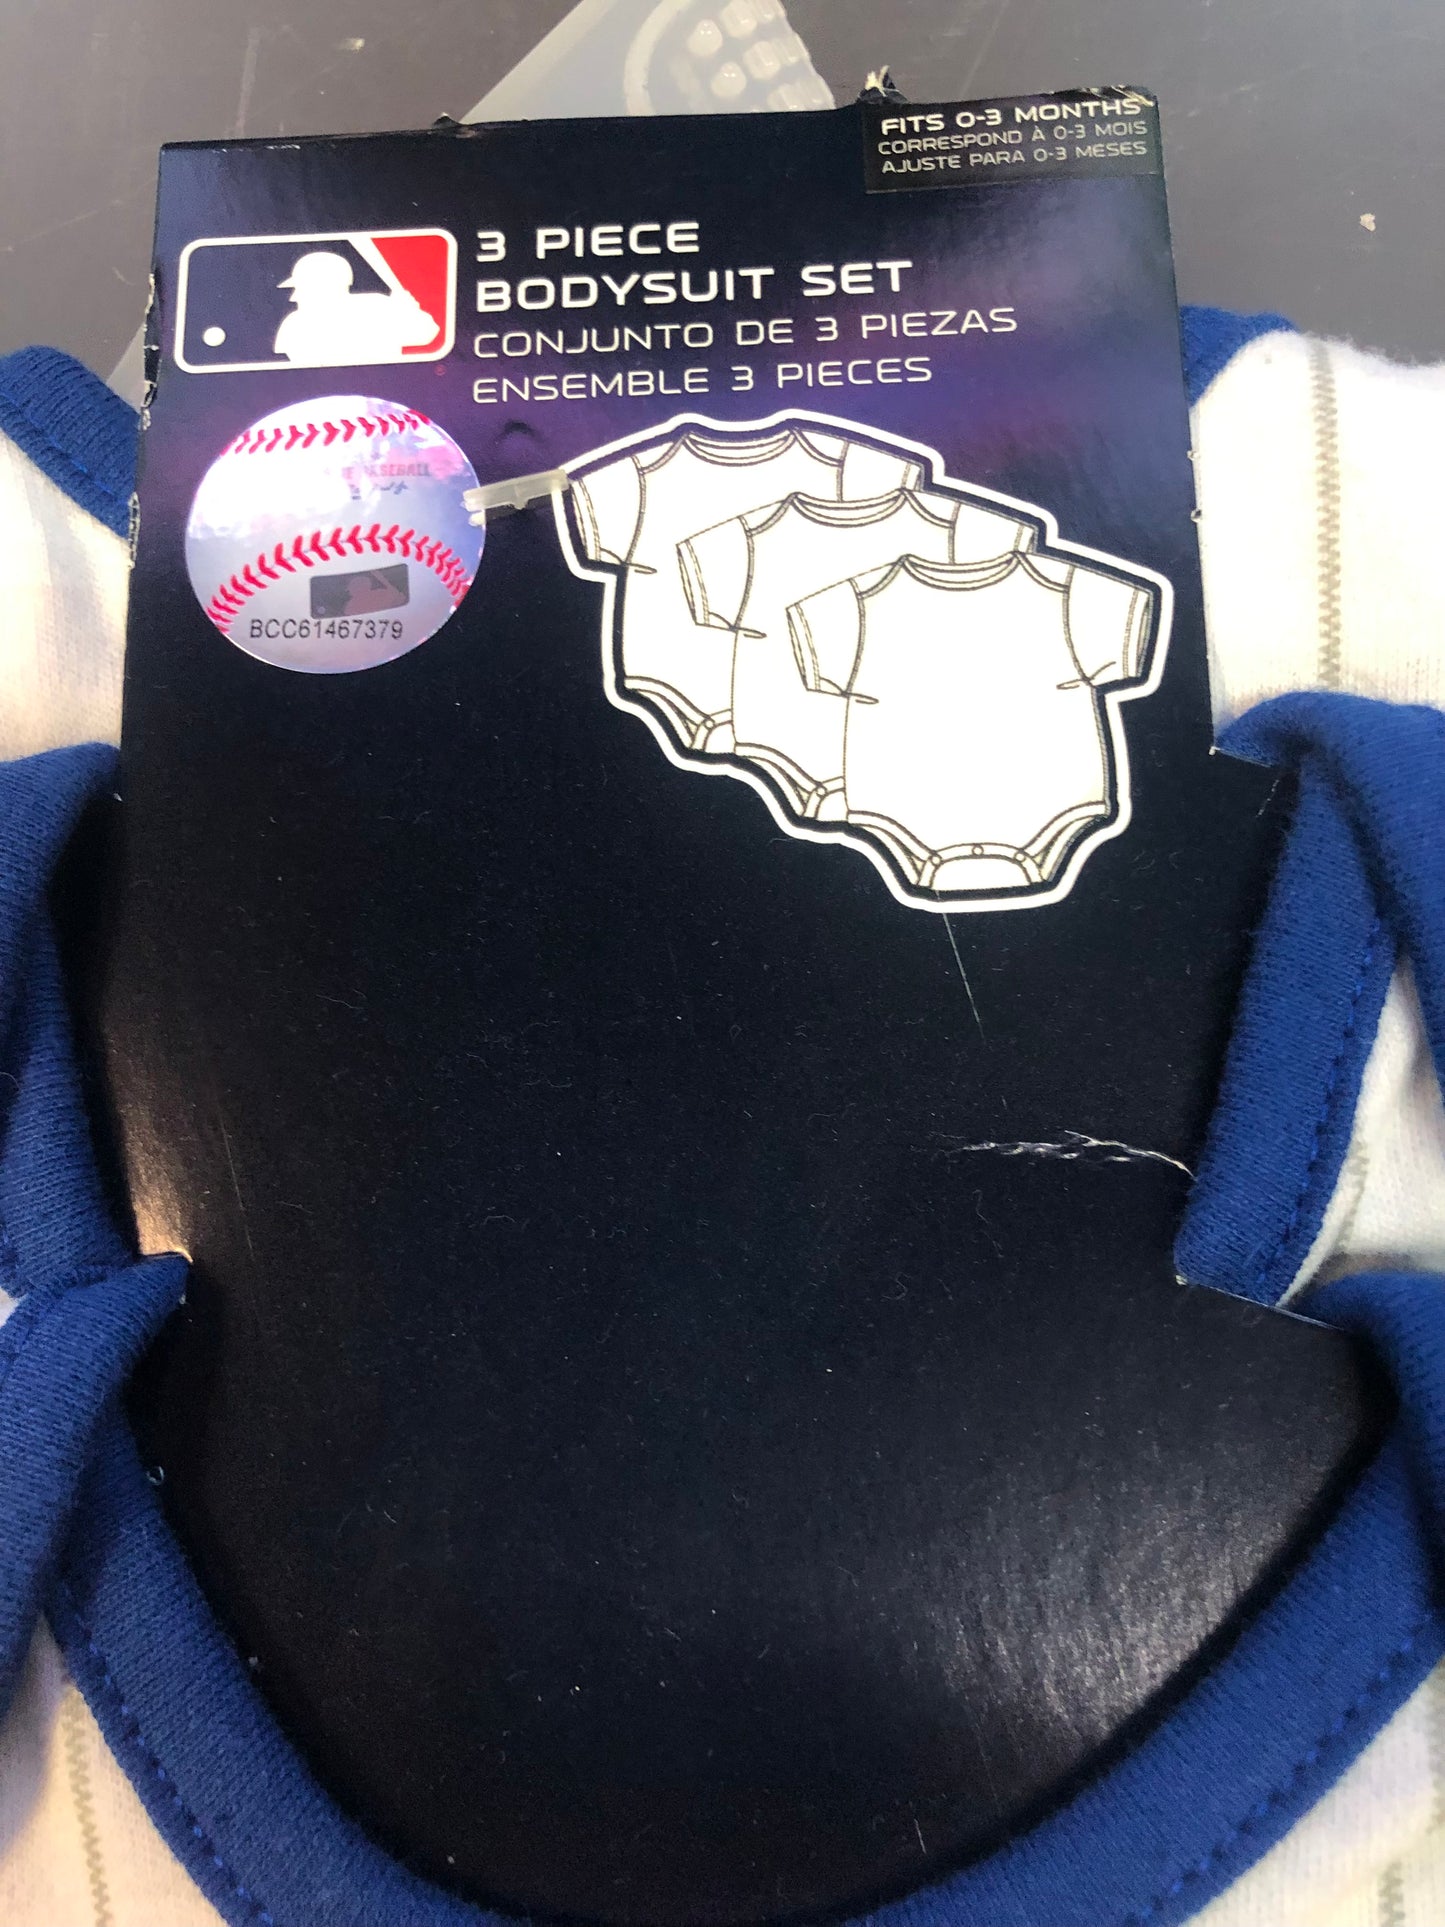 FITS 0-3 MONTHS
CORRESPOND À 0-3 MOIS
AJUSTE PARA 0-3 MESES
3 PIECE
BODYSUIT SET
CONJUNTO DE 3 PIEZAS
ENSEMBLE 3 PIECES
BASEBALL
BCC61467379